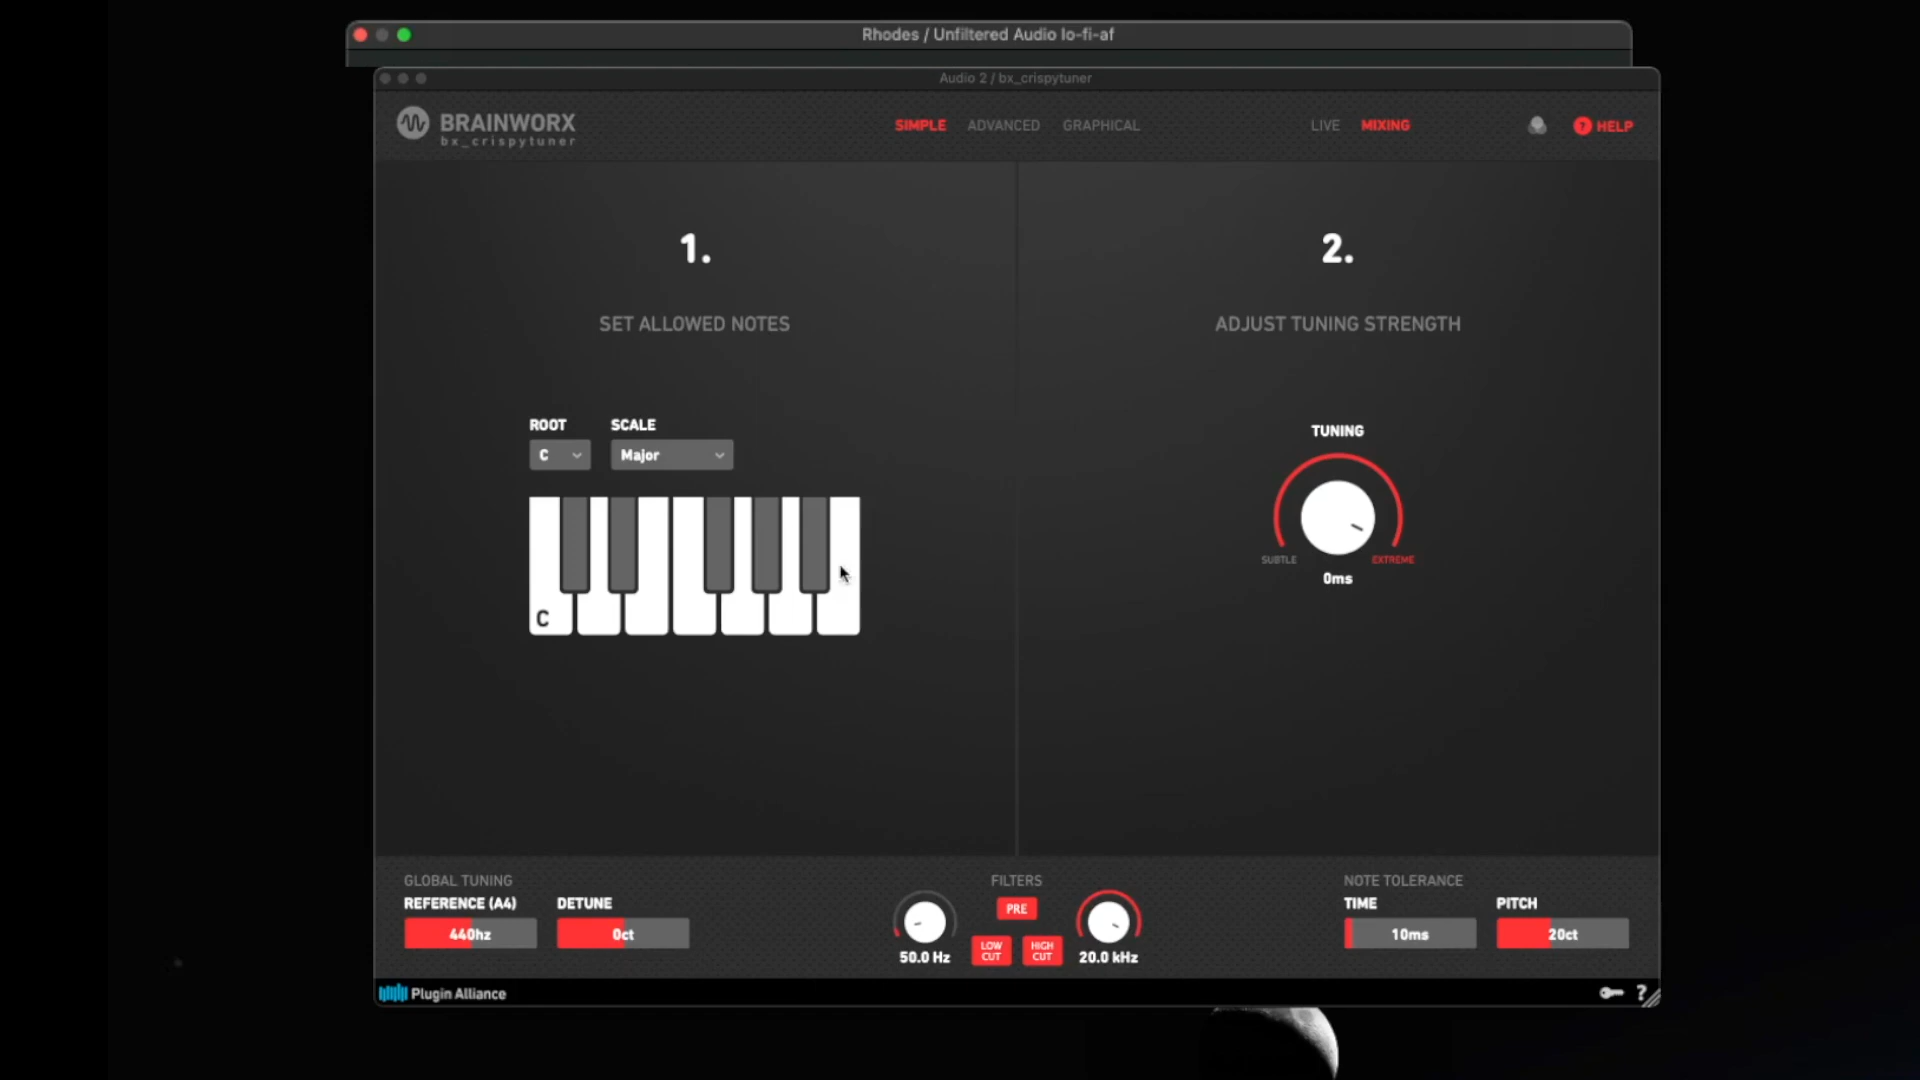 Rhodes / Unfiltered Audio lo-fi-af
Audio 2 / bx_crispytuner
BRAINWORX
bx_crispytuner
SIMPLE ADVANCED GRAPHICAL
LIVE MIXING
? HELP
1.
SET ALLOWED NOTES
ROOT SCALE
C Major
C
2.
ADJUST TUNING STRENGTH
TUNING
SUBTLE EXTREME
0ms
GLOBAL TUNING
REFERENCE (A4) DETUNE
440hz 0ct
FILTERS
PRE
LOW CUT
HIGH CUT
50.0 Hz
20.0 kHz
NOTE TOLERANCE
TIME PITCH
10ms 20ct
Plugin Alliance
?